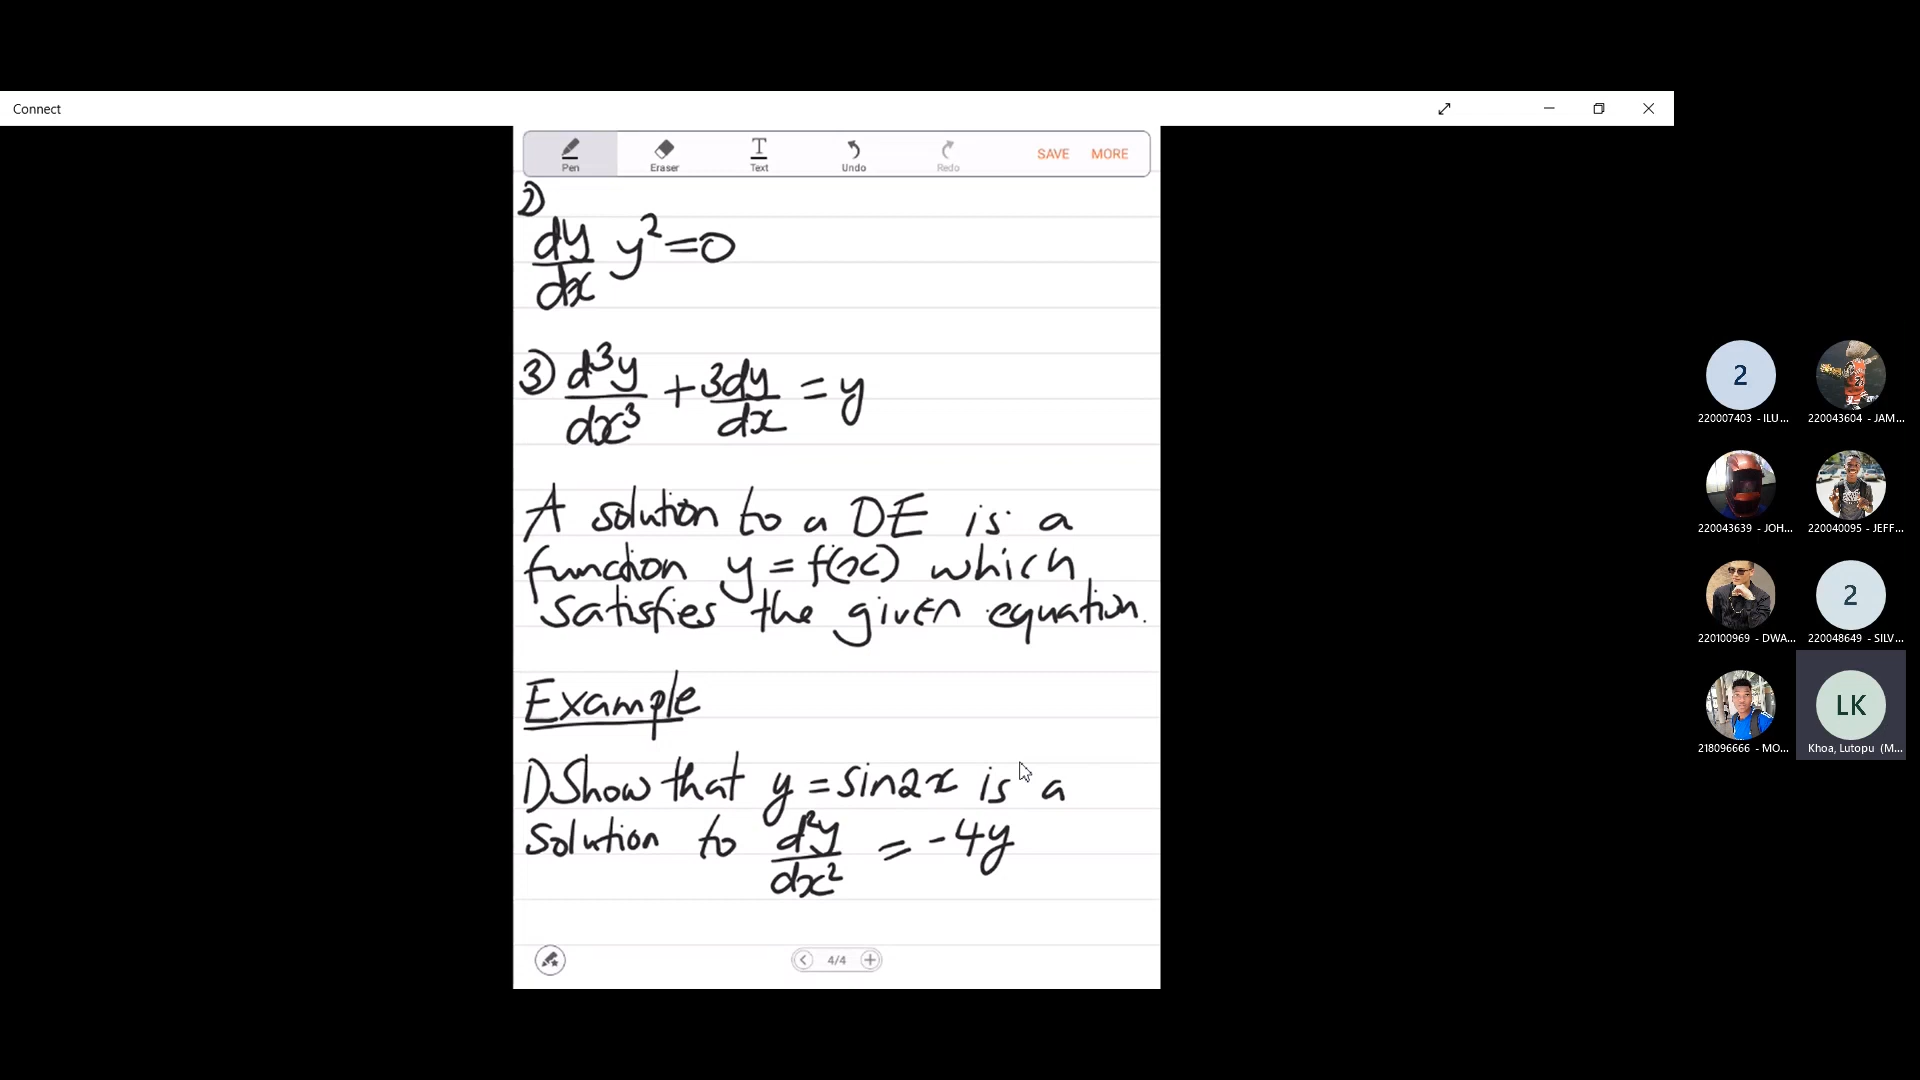 Connect
Pen Eraser Text Undo Redo SAVE MORE
2)
dy/dx y²=0
③ d³y/dx³ + 3dy/dx = y
A solution to a DE is a
function y = f(x) which
satisfies the given equation.
Example
1) Show that y = sin2x is a
solution to d²y/dx² = -4y
4/4
2
220007403 - ILU...
220043604 - JAM...
220043639 - JOH...
220040095 - JEFF...
2
220100969 - DWA...
220048649 - SILV...
LK
218096666 - MO...
Khoa, Lutopu (M...